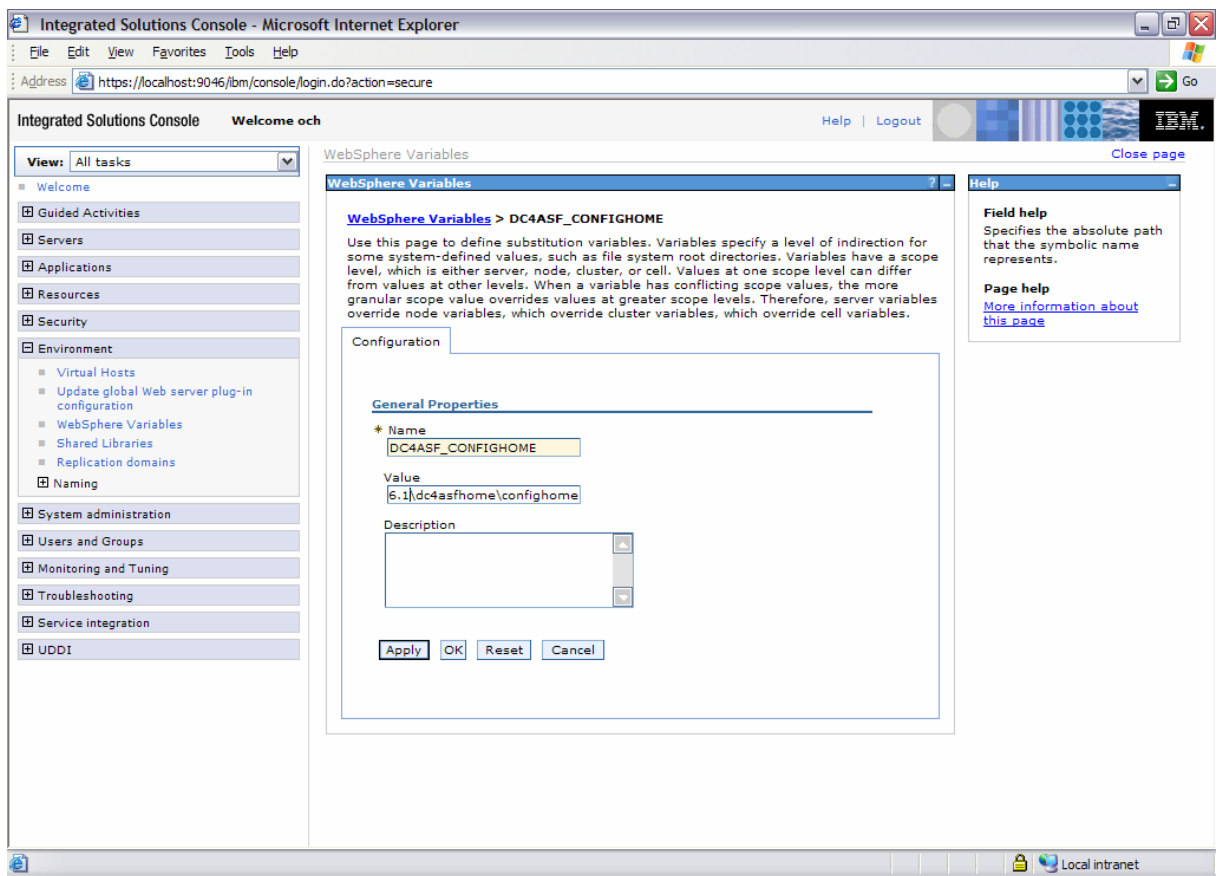 Integrated Solutions Console - Microsoft Internet Explorer
File Edit View Favorites Tools Help
Address https://localhost:9046/ibm/console/login.do?action=secure Go
Integrated Solutions Console Welcome och Help | Logout IBM.
View: All tasks
Welcome
Guided Activities
Servers
Applications
Resources
Security
Environment
Virtual Hosts
Update global Web server plug-in
configuration
WebSphere Variables
Shared Libraries
Replication domains
Naming
System administration
Users and Groups
Monitoring and Tuning
Troubleshooting
Service integration
UDDI
WebSphere Variables Close page
WebSphere Variables ? -
WebSphere Variables > DC4ASF_CONFIGHOME
Use this page to define substitution variables. Variables specify a level of indirection for
some system-defined values, such as file system root directories. Variables have a scope
level, which is either server, node, cluster, or cell. Values at one scope level can differ
from values at other levels. When a variable has conflicting scope values, the more
granular scope value overrides values at greater scope levels. Therefore, server variables
override node variables, which override cluster variables, which override cell variables.
Configuration
General Properties
* Name
DC4ASF_CONFIGHOME
Value
6.1\dc4asfhome\confighome
Description
Apply OK Reset Cancel
Help -
Field help
Specifies the absolute path
that the symbolic name
represents.
Page help
More information about
this page
Local intranet